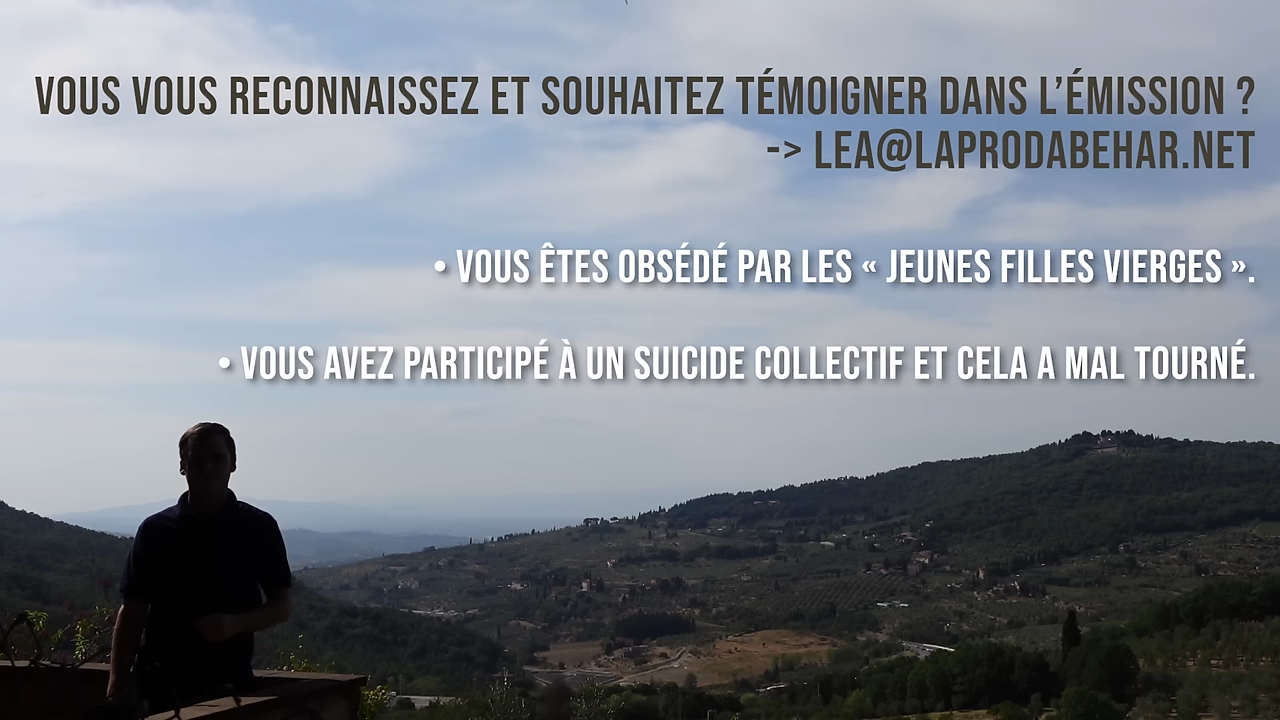 VOUS VOUS RECONNAISSEZ ET SOUHAITEZ TÉMOIGNER DANS L’ÉMISSION ?
-> LEA@LAPRODABEHAR.NET
• VOUS ÊTES OBSÉDÉ PAR LES « JEUNES FILLES VIERGES ».
• VOUS AVEZ PARTICIPÉ À UN SUICIDE COLLECTIF ET CELA A MAL TOURNÉ.